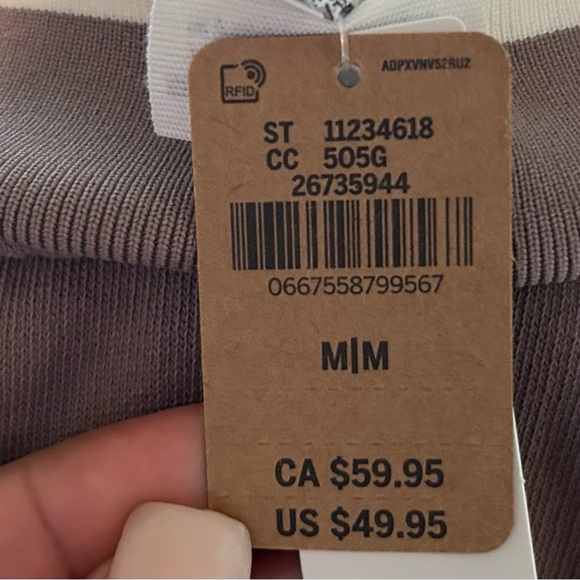 RFID
ADPXVNV52RU2
ST 11234618
CC 505G
26735944
0667558799567
M|M
CA $59.95
US $49.95